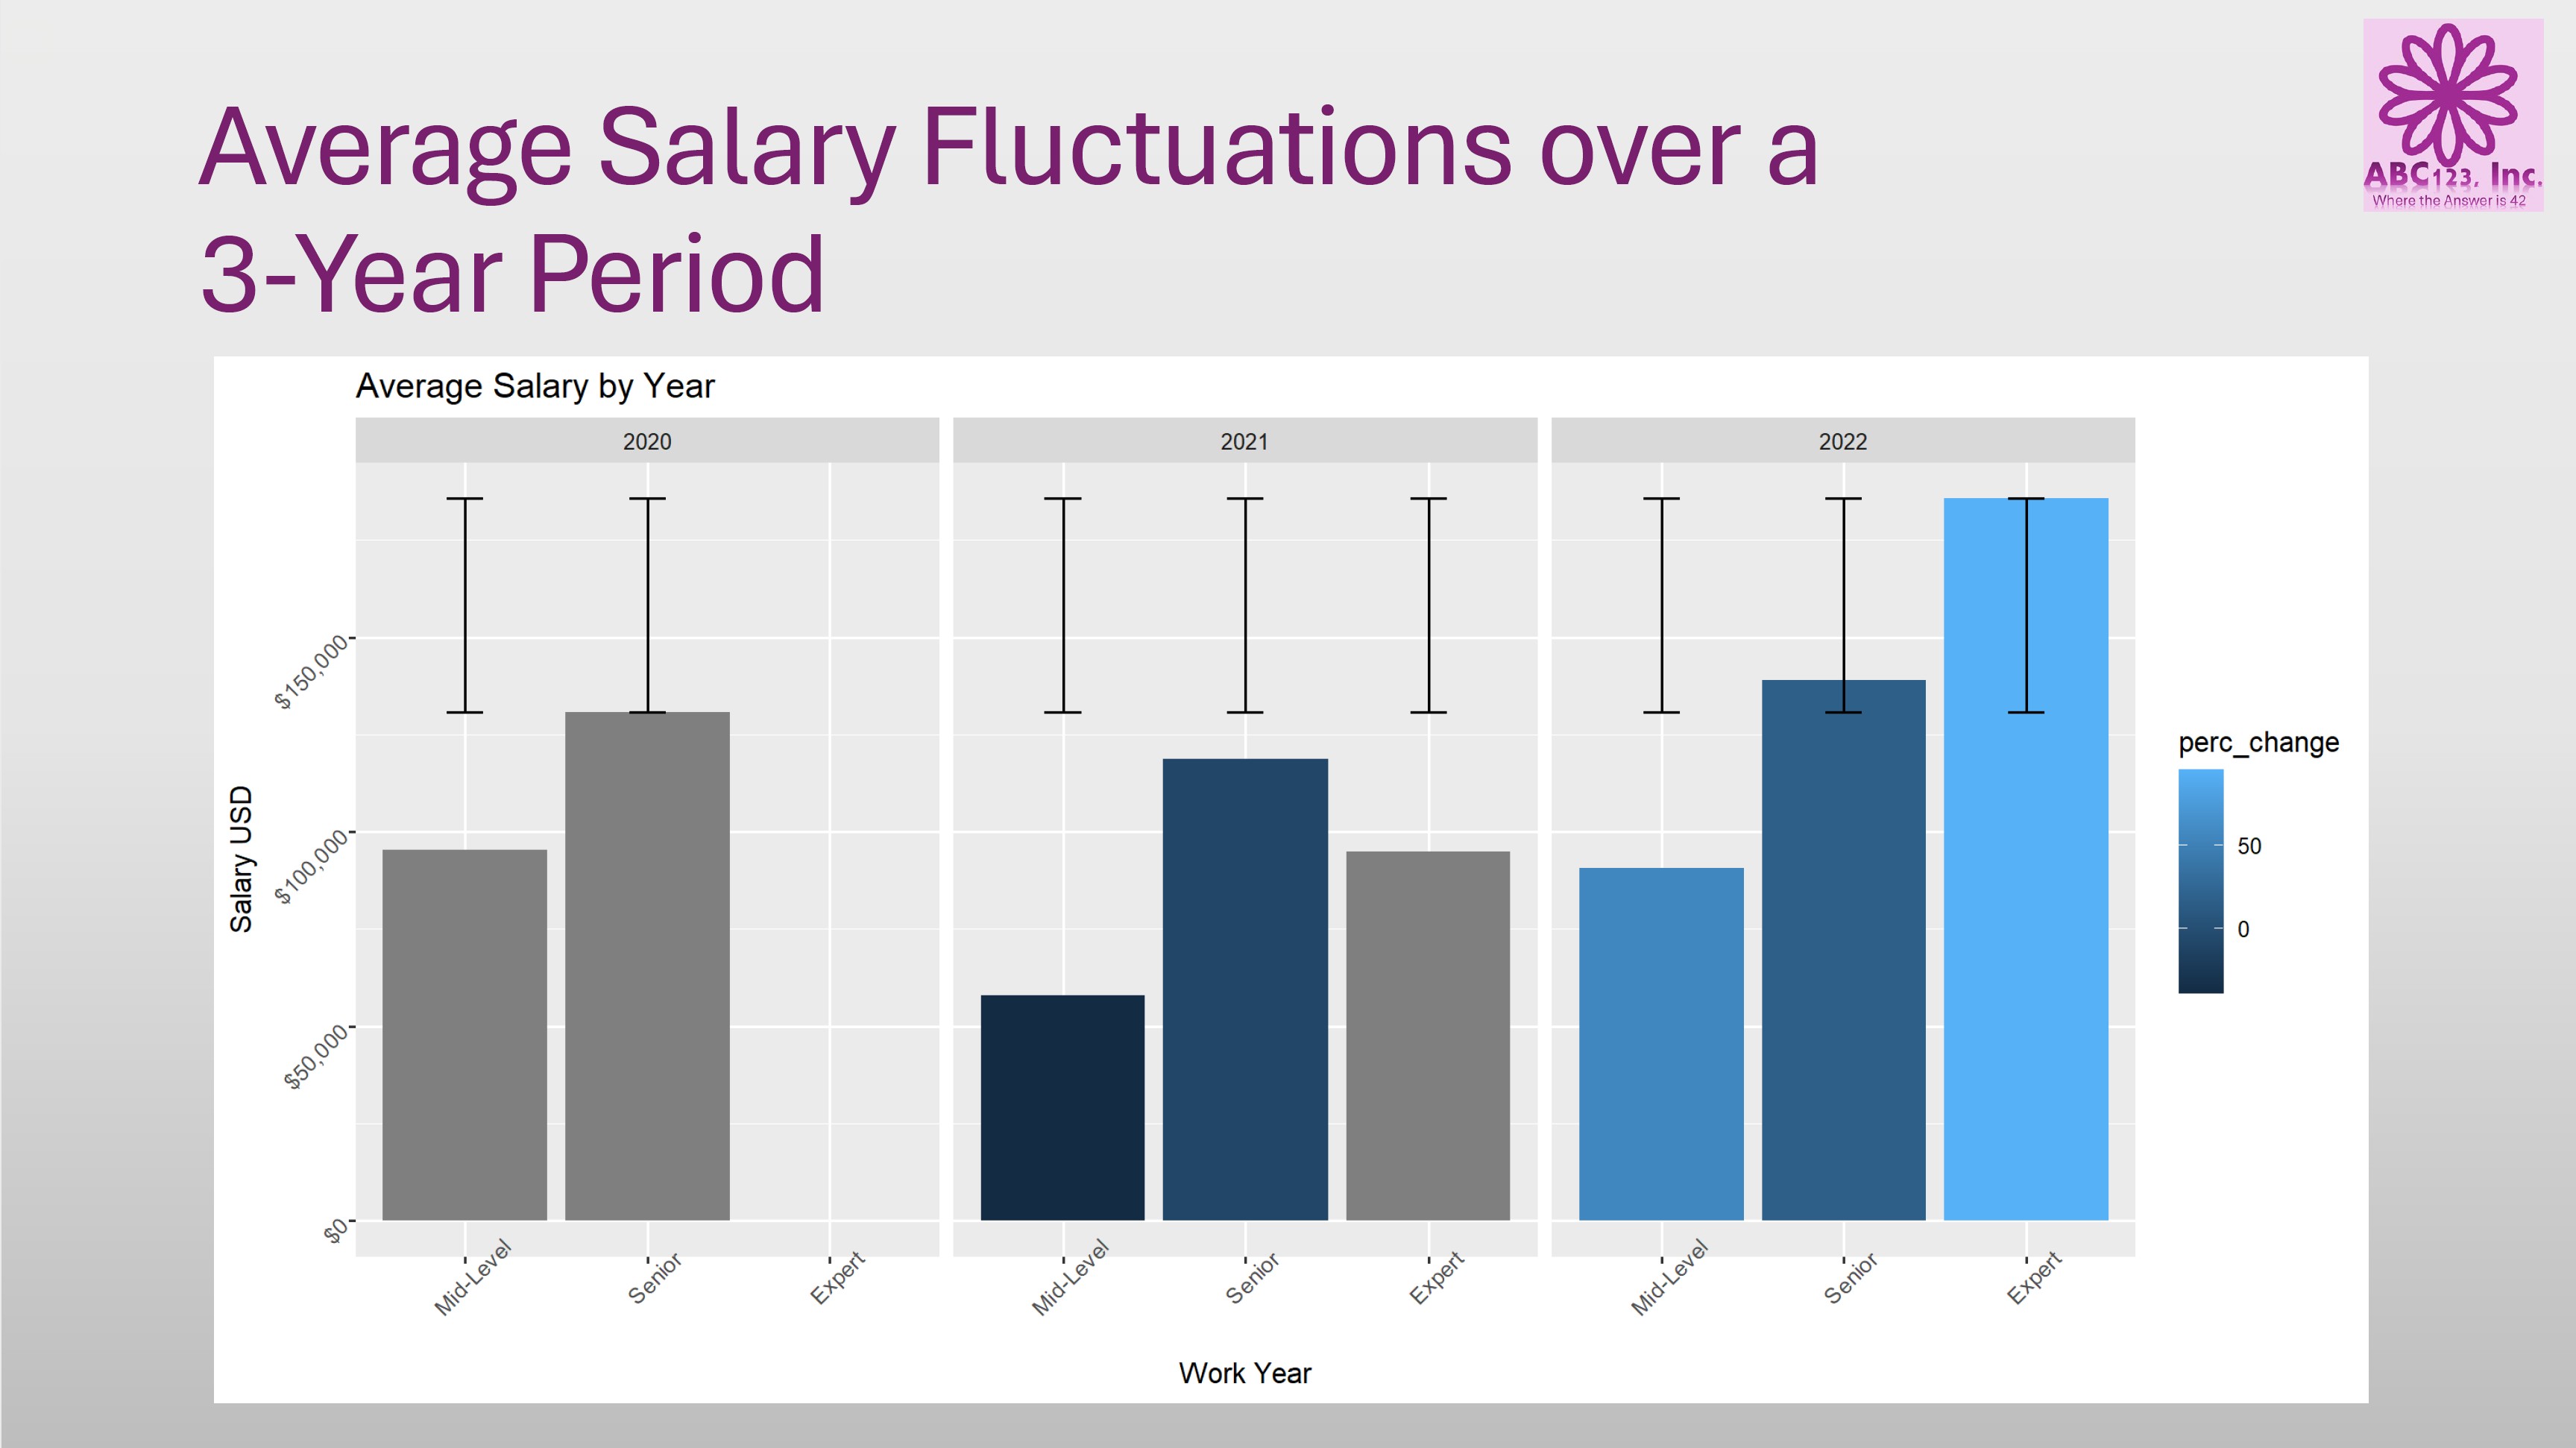 ABC123, Inc.
Where the Answer is 42
Average Salary Fluctuations over a
3-Year Period
Average Salary by Year
2020
2021
2022
Salary USD
$150,000
$100,000
$50,000
$0
Mid-Level
Senior
Expert
Mid-Level
Senior
Expert
Mid-Level
Senior
Expert
Work Year
perc_change
50
0